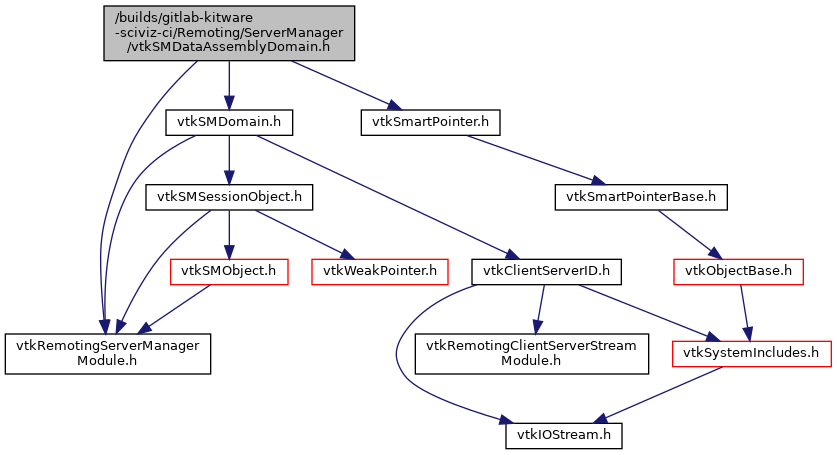 /builds/gitlab-kitware
-sciviz-ci/Remoting/ServerManager
/vtkSMDataAssemblyDomain.h
vtkSMDomain.h
vtkSmartPointer.h
vtkSMSessionObject.h
vtkSmartPointerBase.h
vtkSMObject.h
vtkWeakPointer.h
vtkClientServerID.h
vtkObjectBase.h
vtkRemotingServerManager
Module.h
vtkRemotingClientServerStream
Module.h
vtkSystemIncludes.h
vtkIOStream.h